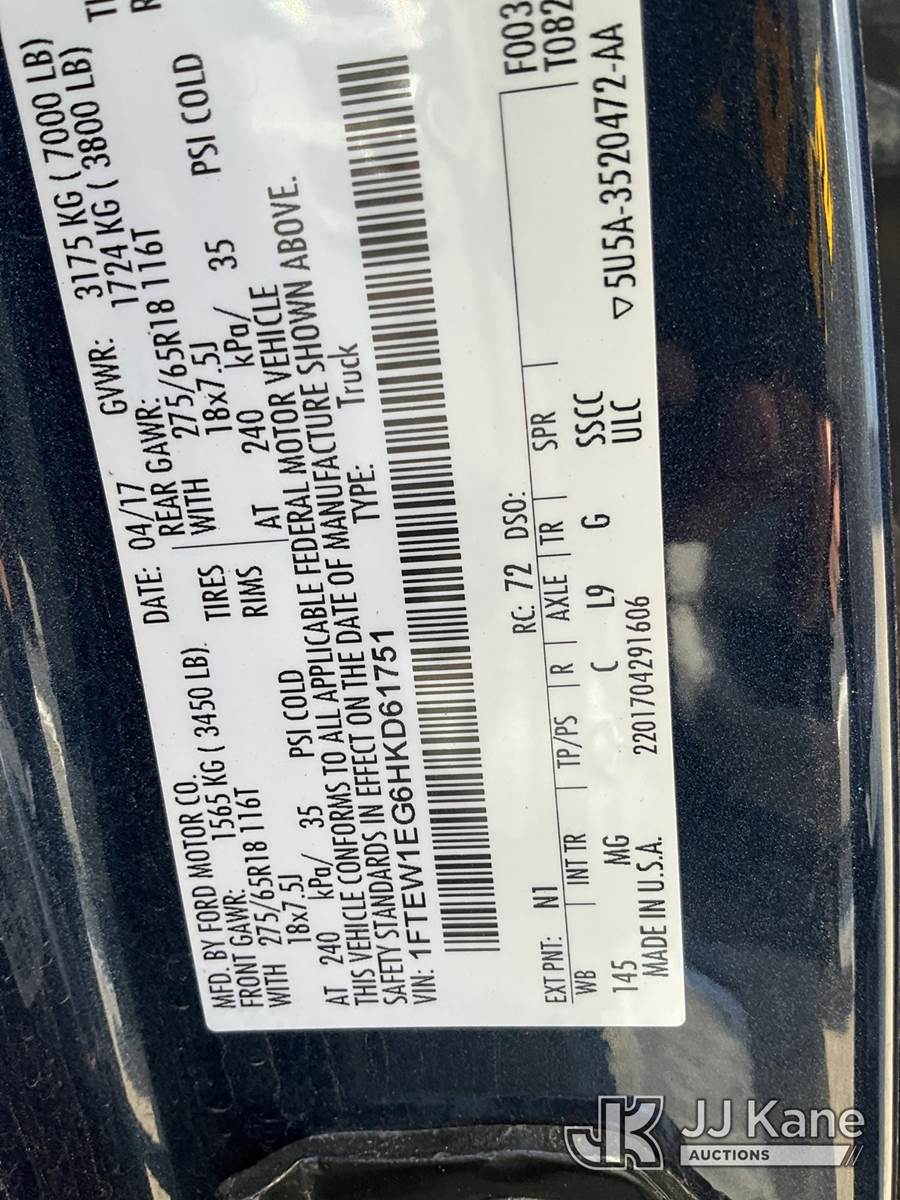 MFD. BY FORD MOTOR CO.
DATE: 04/17 GVWR: 3175 KG ( 7000 LB)
FRONT GAWR: 1565 KG ( 3450 LB). REAR GAWR: 1724 KG ( 3800 LB)
WITH 275/65R18 116T TIRES WITH 275/65R18 116T
18x7.5J RIMS 18x7.5J
AT 240 kPa/ 35 PSI COLD AT 240 kPa/ 35 PSI COLD
THIS VEHICLE CONFORMS TO ALL APPLICABLE FEDERAL MOTOR VEHICLE
SAFETY STANDARDS IN EFFECT ON THE DATE OF MANUFACTURE SHOWN ABOVE.
VIN: 1FTEW1EG6HKD61751 TYPE: Truck
F003
T082
EXT PNT: N1 RC: 72 DSO:
WB INT TR TP/PS R AXLE TR SPR
145 MG C L9 G SSCC
MADE IN U.S.A. 2201704291606 ULC
▽5U5A-3520472-AA
JK JJ Kane
AUCTIONS